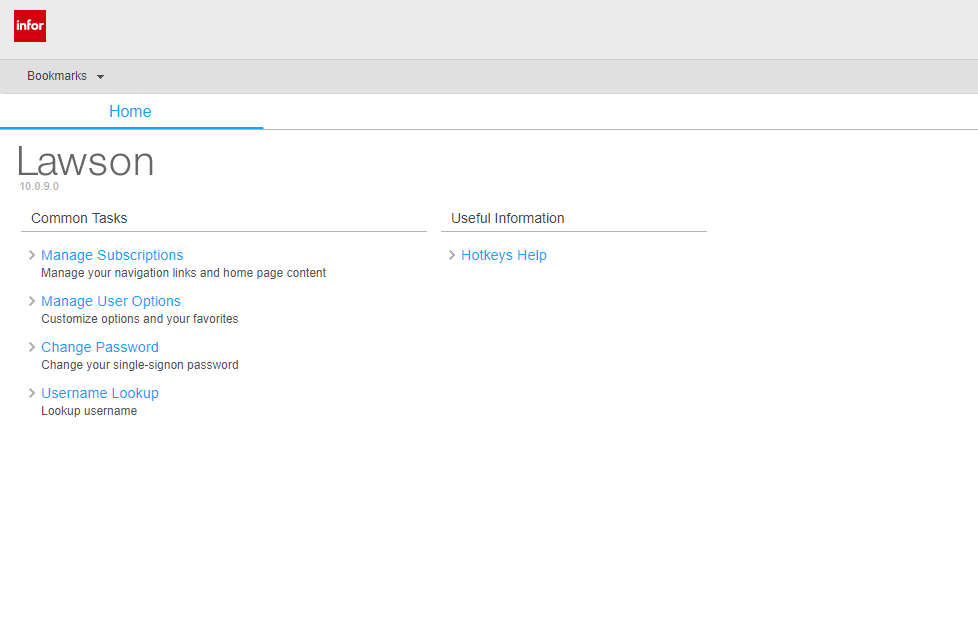 infor
Bookmarks
Home
Lawson
10.0.9.0
Common Tasks
Manage Subscriptions
Manage your navigation links and home page content
Manage User Options
Customize options and your favorites
Change Password
Change your single-signon password
Username Lookup
Lookup username
Useful Information
Hotkeys Help